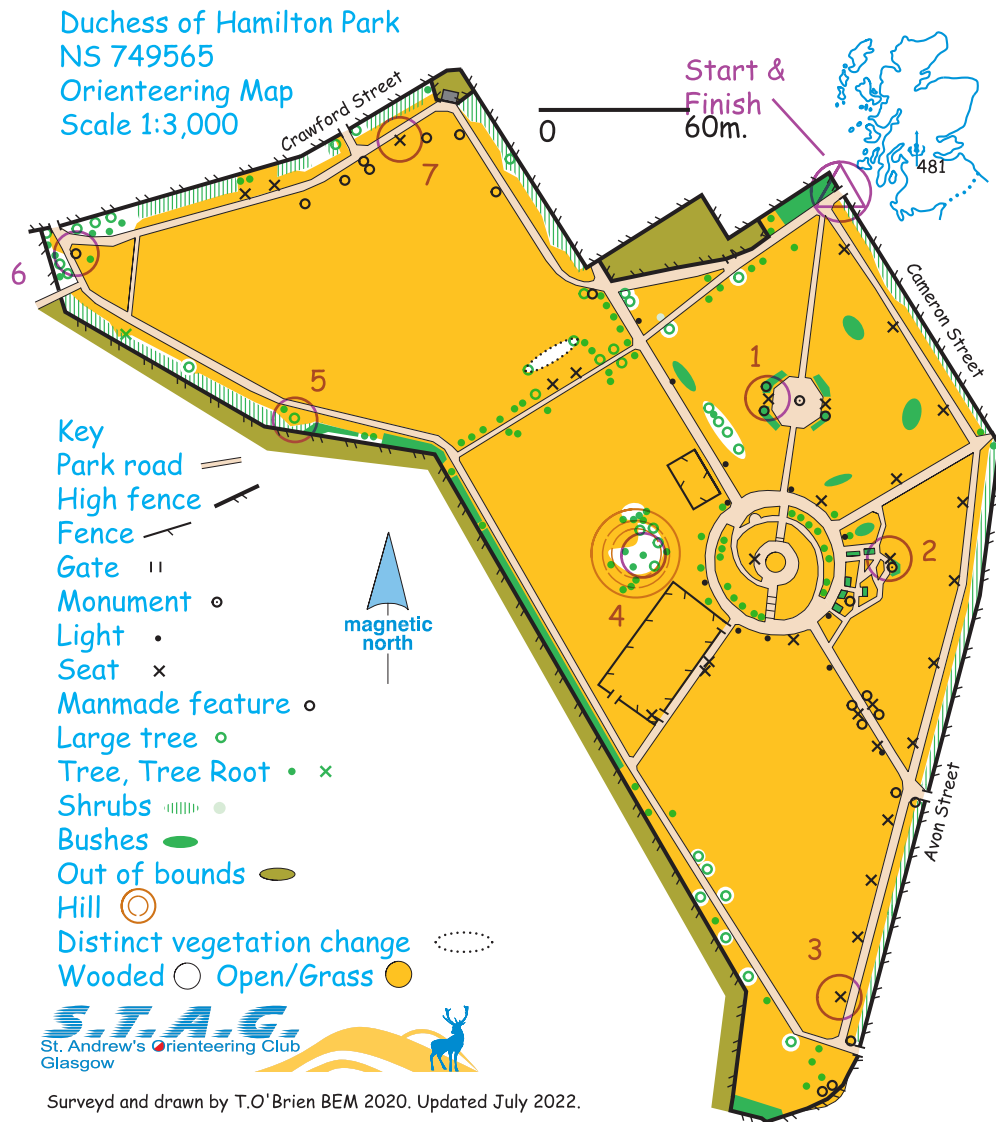 Duchess of Hamilton Park
NS 749565
Orienteering Map
Scale 1:3,000
Crawford Street
0
60m.
Start &
Finish
481
Cameron Street
Avon Street
1
2
3
4
5
6
7
magnetic
north
Key
Park road
High fence
Fence
Gate
Monument
Light
Seat
Manmade feature
Large tree
Tree, Tree Root
Shrubs
Bushes
Out of bounds
Hill
Distinct vegetation change
Wooded Open/Grass
S.T.A.G.
St. Andrew's Orienteering Club
Glasgow
Surveyd and drawn by T.O'Brien BEM 2020. Updated July 2022.